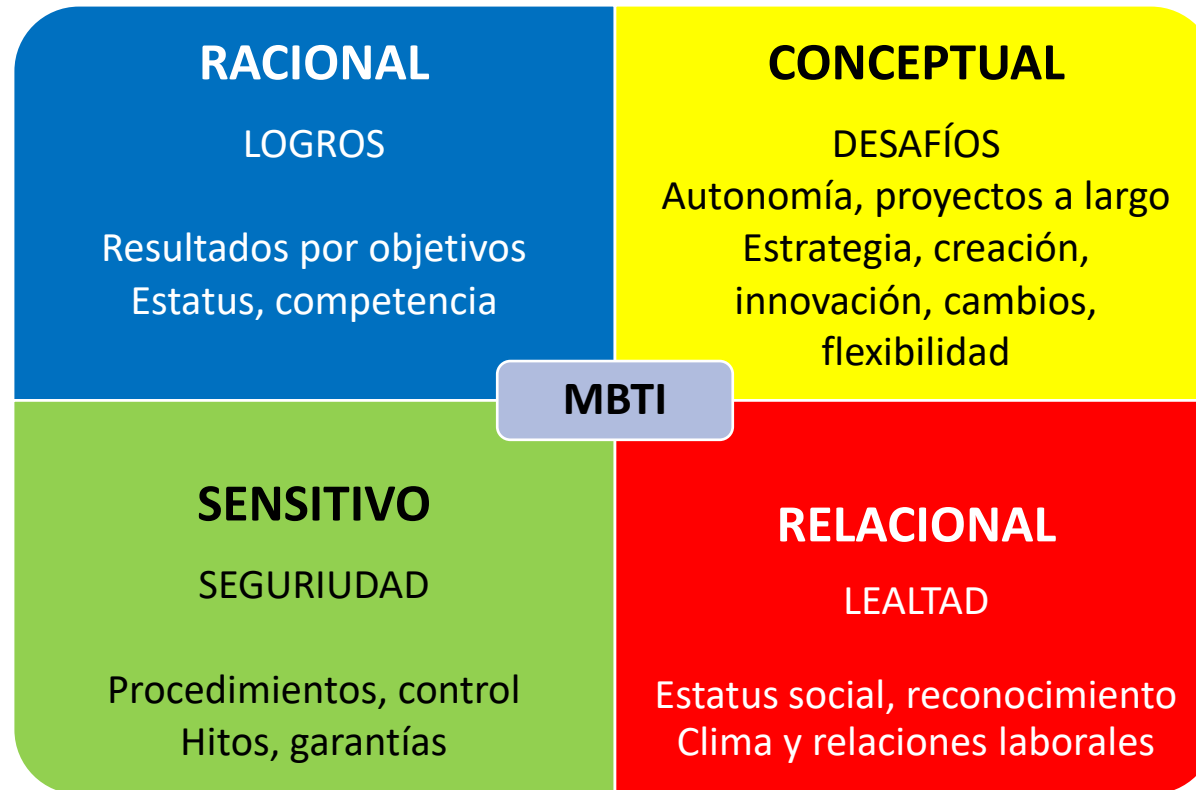 RACIONAL
LOGROS
Resultados por objetivos
Estatus, competencia
CONCEPTUAL
DESAFÍOS
Autonomía, proyectos a largo
Estrategia, creación,
innovación, cambios,
flexibilidad
MBTI
SENSITIVO
SEGURIUDAD
Procedimientos, control
Hitos, garantías
RELACIONAL
LEALTAD
Estatus social, reconocimiento
Clima y relaciones laborales